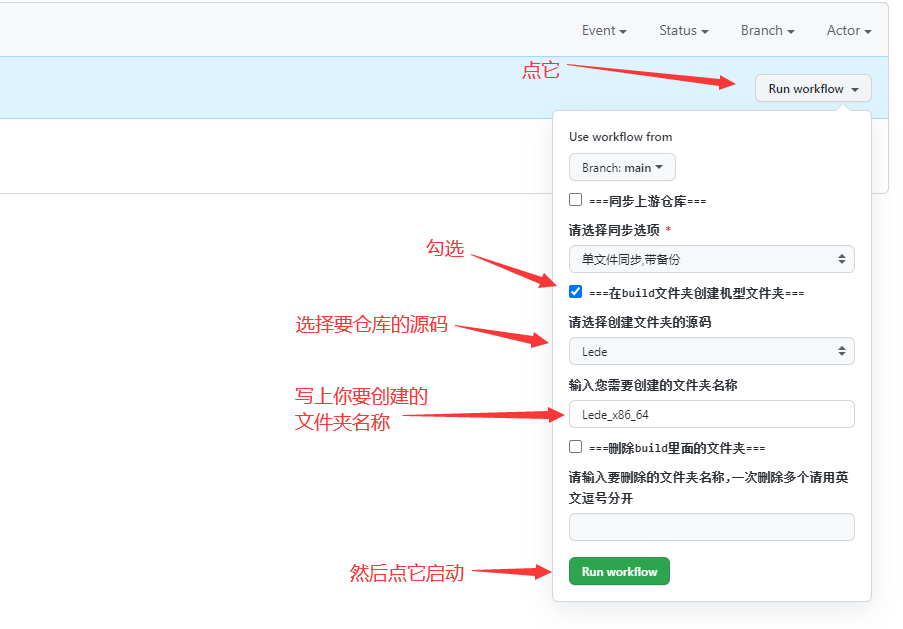 Event Status Branch Actor
点它
Run workflow
Use workflow from
Branch: main
===同步上游仓库===
请选择同步选项 *
单文件同步,带备份
勾选
===在build文件夹创建机型文件夹===
请选择创建文件夹的源码
选择要仓库的源码
Lede
输入您需要创建的文件夹名称
写上你要创建的
文件夹名称
Lede_x86_64
===删除build里面的文件夹===
请输入要删除的文件夹名称,一次删除多个请用英
文逗号分开
然后点它启动
Run workflow